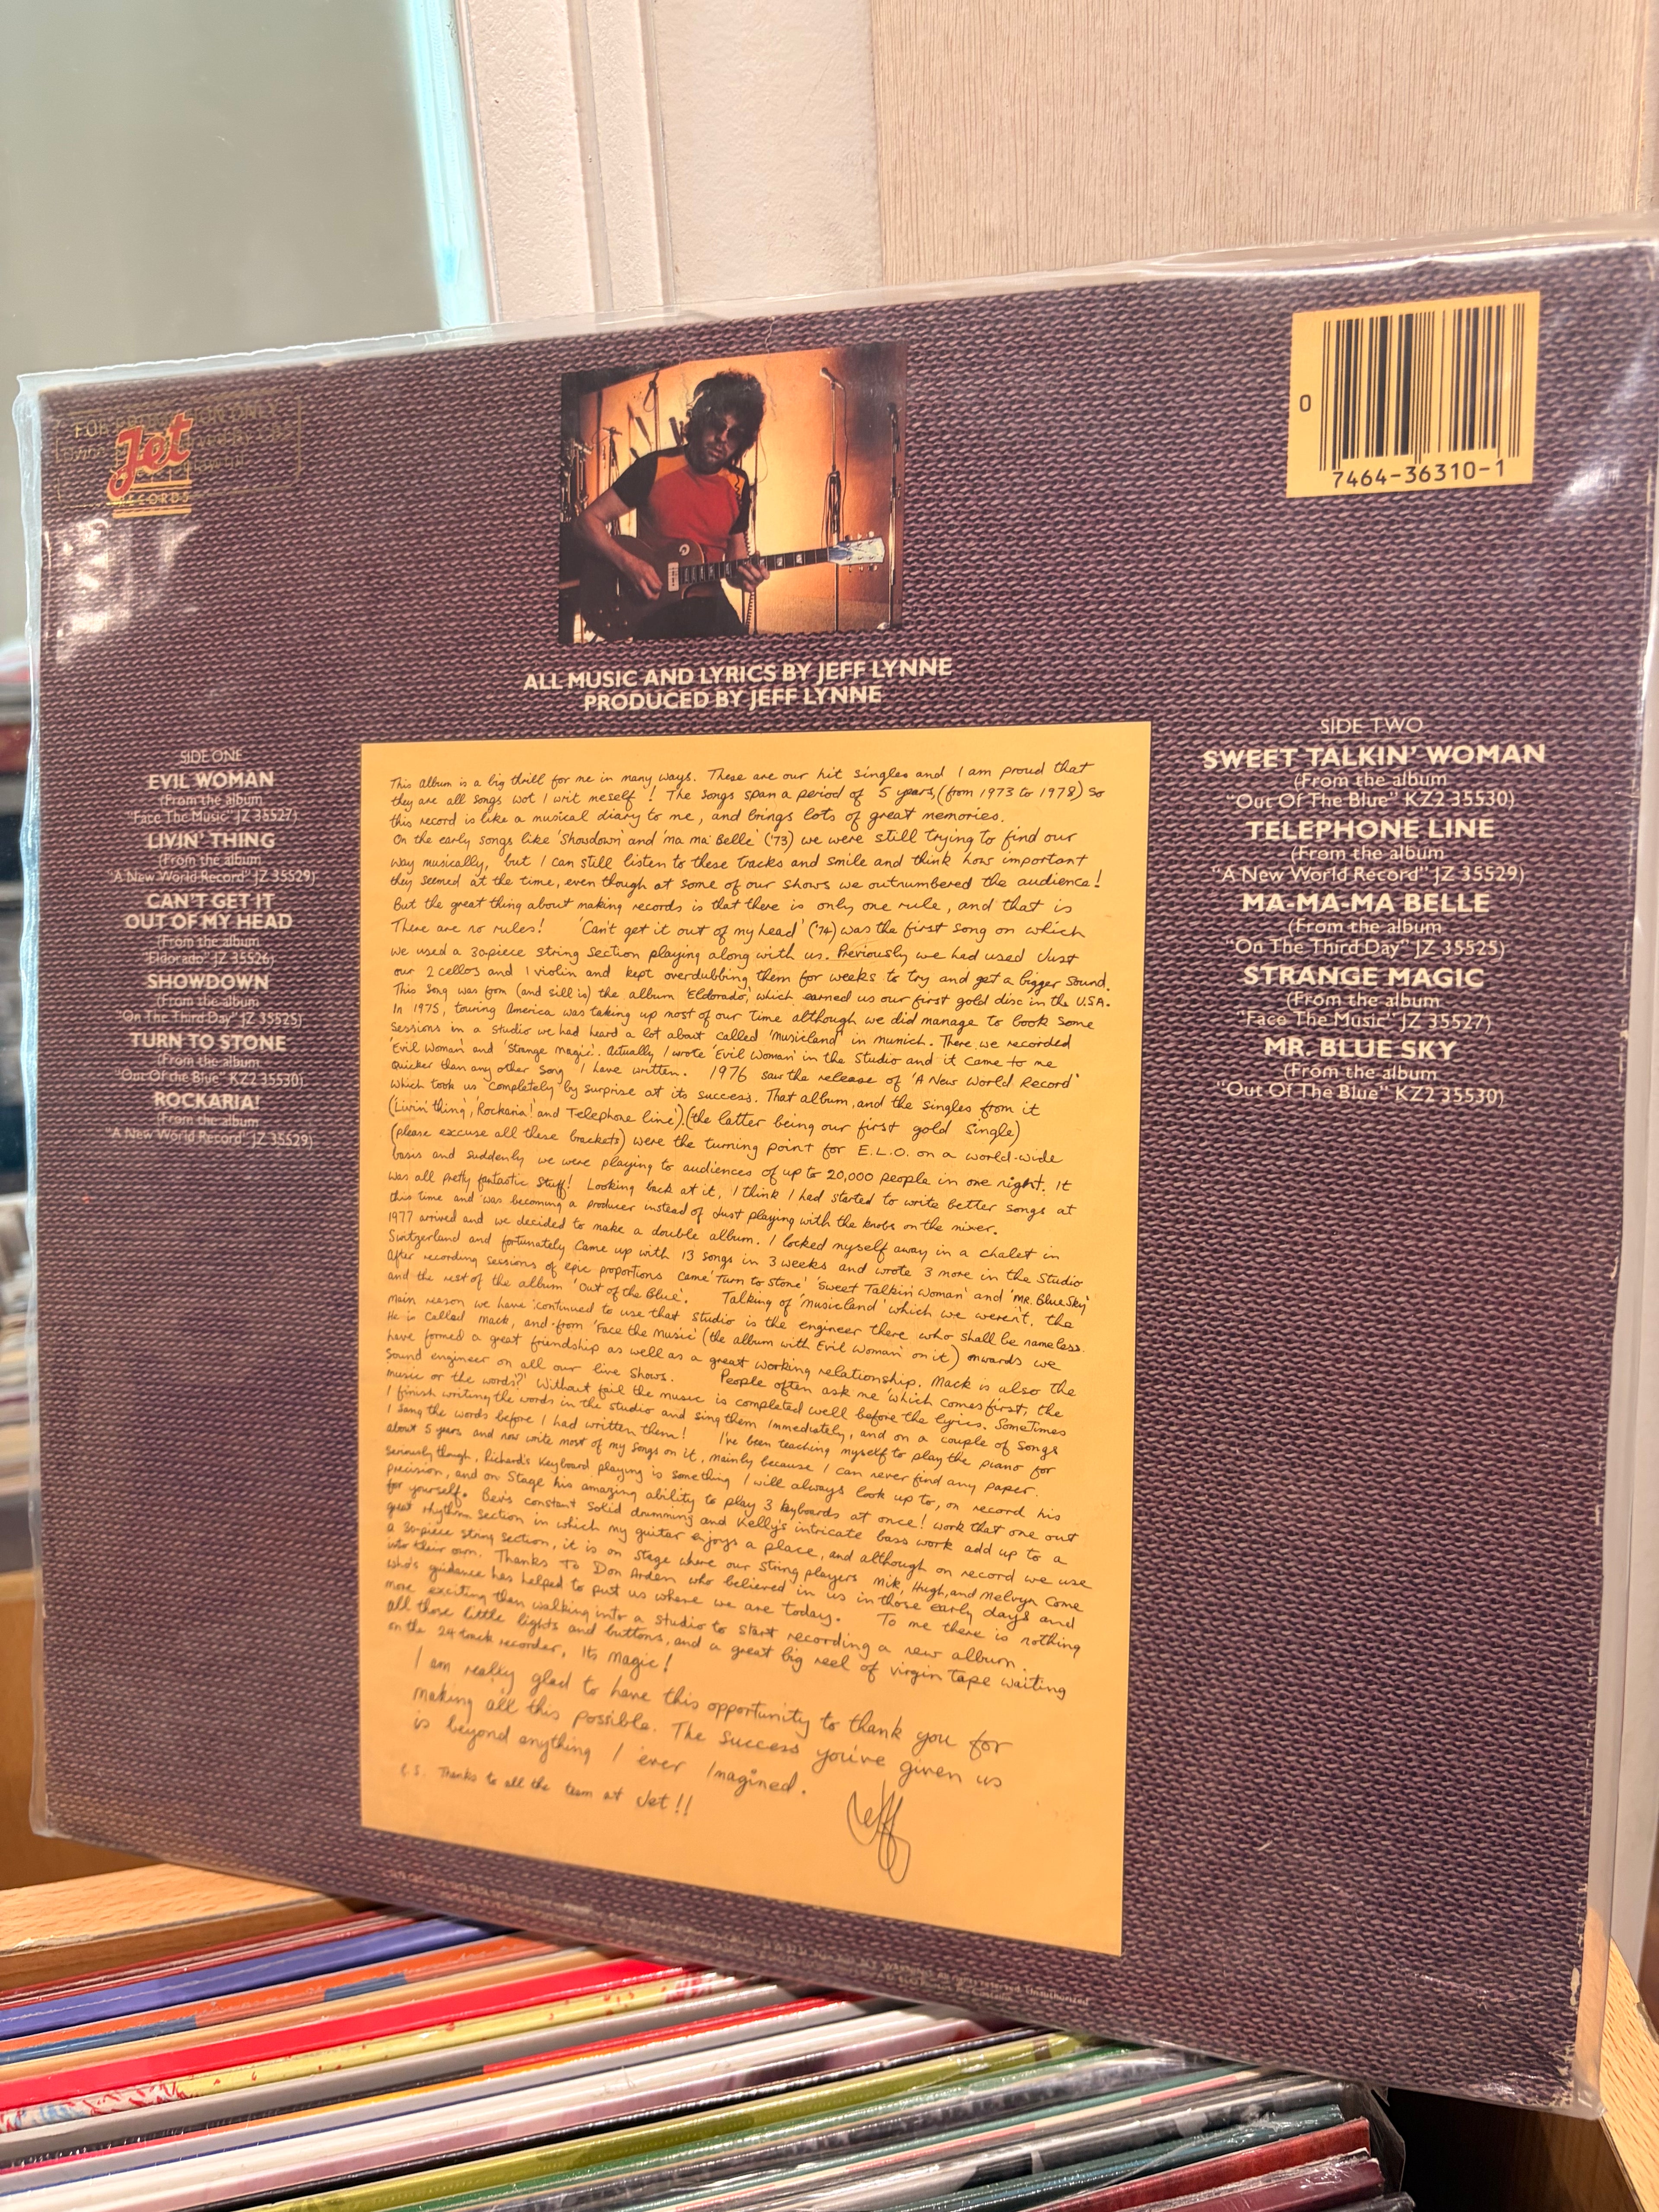 FOR
ONLY
Jet
RECORDS
0
7464-36310-1
ALL MUSIC AND LYRICS BY JEFF LYNNE
PRODUCED BY JEFF LYNNE
SIDE ONE
EVIL WOMAN
(From the album
"Face The Music" JZ 35527)
LIVIN' THING
(From the album
"A New World Record" JZ 35529)
CAN'T GET IT
OUT OF MY HEAD
(From the album
"Eldorado" JZ 35526)
SHOWDOWN
(From the album
"On The Third Day" JZ 35525)
TURN TO STONE
(From the album
"Out Of the Blue" KZ2 35530)
ROCKARIA!
(From the album
"A New World Record" JZ 35529)
This album is a big thrill for me in many ways. These are our hit singles and I am proud that
they are all songs wot I writ meself! The songs span a period of 5 years, (from 1973 to 1978) so
this record is like a musical diary to me, and brings lots of great memories.
On the early songs like 'Showdown' and 'ma ma Belle' ('73) we were still trying to find our
way musically, but I can still listen to these tracks and smile and think how important
they seemed at the time, even though at some of our shows we outnumbered the audience!
But the great thing about making records is that there is only one rule, and that is
There are no rules! 'Can't get it out of my head' ('74) was the first song on which
we used a 30piece string section playing along with us. Previously we had used Just
our 2 cellos and 1 violin and kept overdubbing them for weeks to try and get a bigger sound.
This song was from (and sill is) the album 'Eldorado', which earned us our first gold disc in the U.S.A.
In 1975, touring America was taking up most of our time although we did manage to book some
sessions in a studio we had heard a lot about called 'Musicland' in Munich. There we recorded
'Evil Woman' and 'Strange Magic'. Actually I wrote 'Evil Woman' in the studio and it came to me
Quicker than any other song I have written. 1976 saw the release of 'A New World Record'
which took us completely by surprise at its success. That album, and the singles from it
(Livin' thing', 'Rockaria!' and Telephone line').(the latter being our first gold single)
(please excuse all these brackets) were the turning point for E.L.O. on a world-wide
basis and suddenly we were playing to audiences of up to 20,000 people in one night. It
was all pretty fantastic stuff! Looking back at it, I think I had started to write better songs at
this time and was becoming a producer instead of Just playing with the knobs on the mixer.
1977 arrived and we decided to make a double album. I locked myself away in a chalet in
Switzerland and fortunately came up with 13 songs in 3 weeks and wrote 3 more in the Studio
After recording sessions of epic proportions came 'Turn to Stone' 'Sweet Talkin' Woman' and 'MR. Blue Sky'
and the rest of the album 'Out of the Blue'. Talking of 'Musicland' which we weren't, the
main reason we have continued to use that studio is the engineer there who shall be nameless.
He is called Mack, and from 'Face the Music' (the album with Evil Woman' on it) onwards we
have formed a great friendship as well as a great working relationship. Mack is also the
sound engineer on all our live shows. People often ask me 'which comes first, the
music or the words?' Without fail the music is completed well before the lyrics. SomeTimes
I finish writing the words in the studio and sing them immediately, and on a couple of songs
I sang the words before I had written them! I've been teaching myself to play the piano for
about 5 years and now write most of my songs on it, mainly because I can never find any paper.
Seriously though, Richard's keyboard playing is something I will always look up to, on record his
precision, and on stage his amazing ability to play 3 keyboards at once! work that one out
for yourself. Bev's constant solid drumming and Kelly's intricate bass work add up to a
great rhythm section in which my guitar enjoys a place, and although on record we use
a 30-piece string section, it is on stage where our string players Mik, Hugh, and Melvyn come
into their own. Thanks To Don Arden who believed in us in those early days and
who's guidance has helped to put us where we are today. To me there is nothing
more exciting than walking into a studio to start recording a new album.
all those little lights and buttons, and a great big reel of virgin tape waiting
on the 24 track recorder, Its magic!
I am really glad to have this opportunity to thank you for
making all this possible. The success you've given us
is beyond anything I ever Imagined.
P.S. Thanks to all the team at Jet!!
Jeff
SIDE TWO
SWEET TALKIN' WOMAN
(From the album
"Out Of The Blue" KZ2 35530)
TELEPHONE LINE
(From the album
"A New World Record" JZ 35529)
MA-MA-MA BELLE
(From the album
"On The Third Day" JZ 35525)
STRANGE MAGIC
(From the album
"Face The Music" JZ 35527)
MR. BLUE SKY
(From the album
"Out Of The Blue" KZ2 35530)